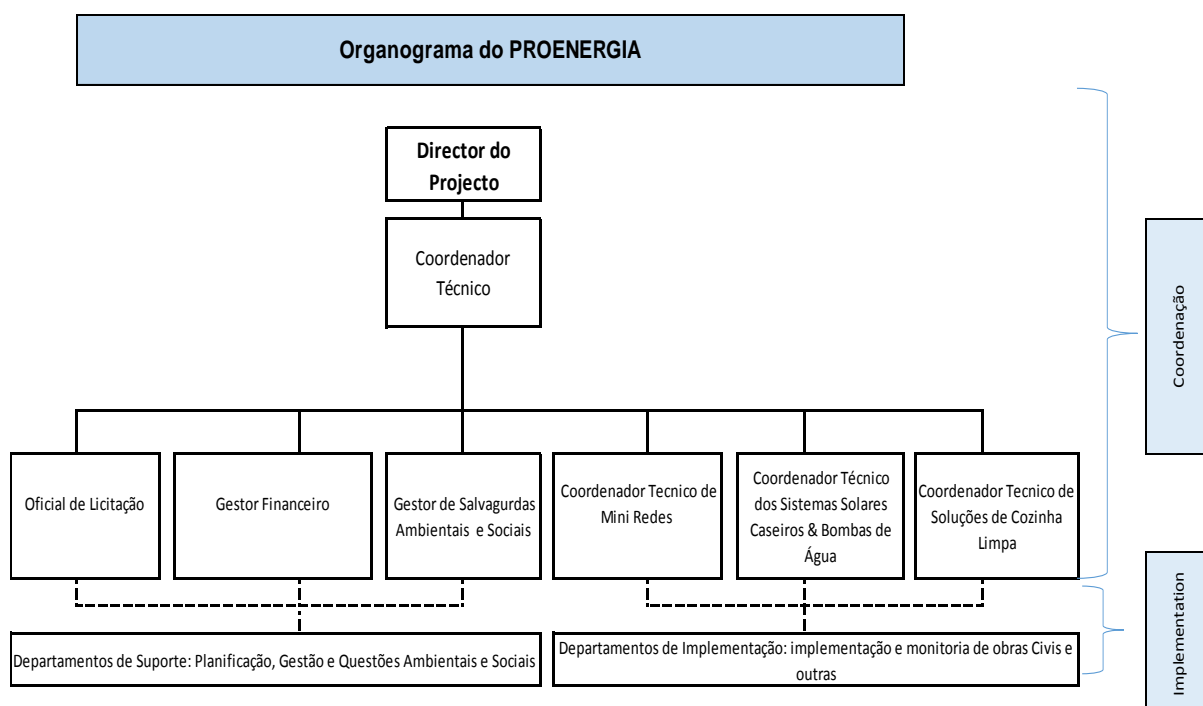 Organograma do PROENERGIA
Director do
Projecto
Coordenador
Técnico
Oficial de Licitação
Gestor Financeiro
Gestor de Salvagurdas
Ambientais e Sociais
Coordenador Tecnico de
Mini Redes
Coordenador Técnico
dos Sistemas Solares
Caseiros & Bombas de
Água
Coordenador Tecnico de
Soluções de Cozinha
Limpa
Departamentos de Suporte: Planificação, Gestão e Questões Ambientais e Sociais
Departamentos de Implementação: implementação e monitoria de obras Civis e
outras
Coordenação
Implementation